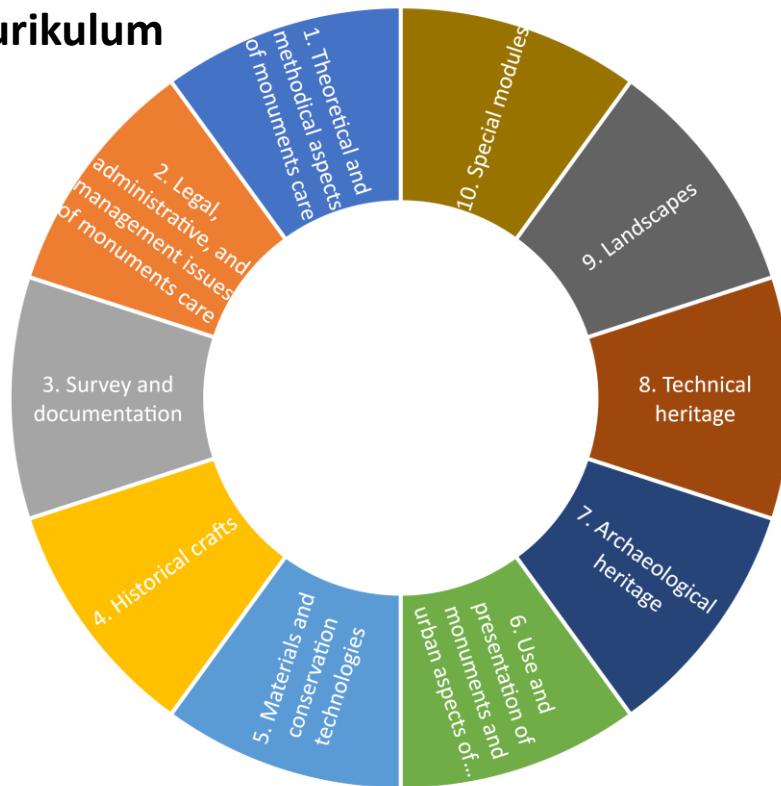 urikulum
1. Theoretical and
methodical aspects
of monuments care
2. Legal,
administrative, and
management issues
of monuments care
3. Survey and
documentation
4. Historical crafts
5. Materials and
conservation
technologies
6. Use and
presentation of
monuments and
urban aspects of...
7. Archaeological
heritage
8. Technical
heritage
9. Landscapes
10. Special modules